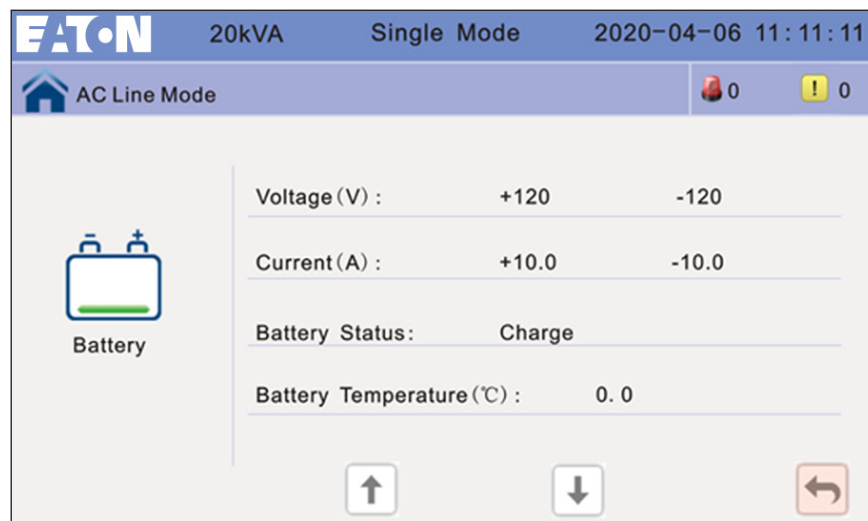 EATON 20kVA Single Mode 2020-04-06 11:11:11
AC Line Mode 0 ! 0
Voltage(V): +120 -120
Current(A): +10.0 -10.0
Battery Status: Charge
Battery
Battery Temperature(℃): 0.0